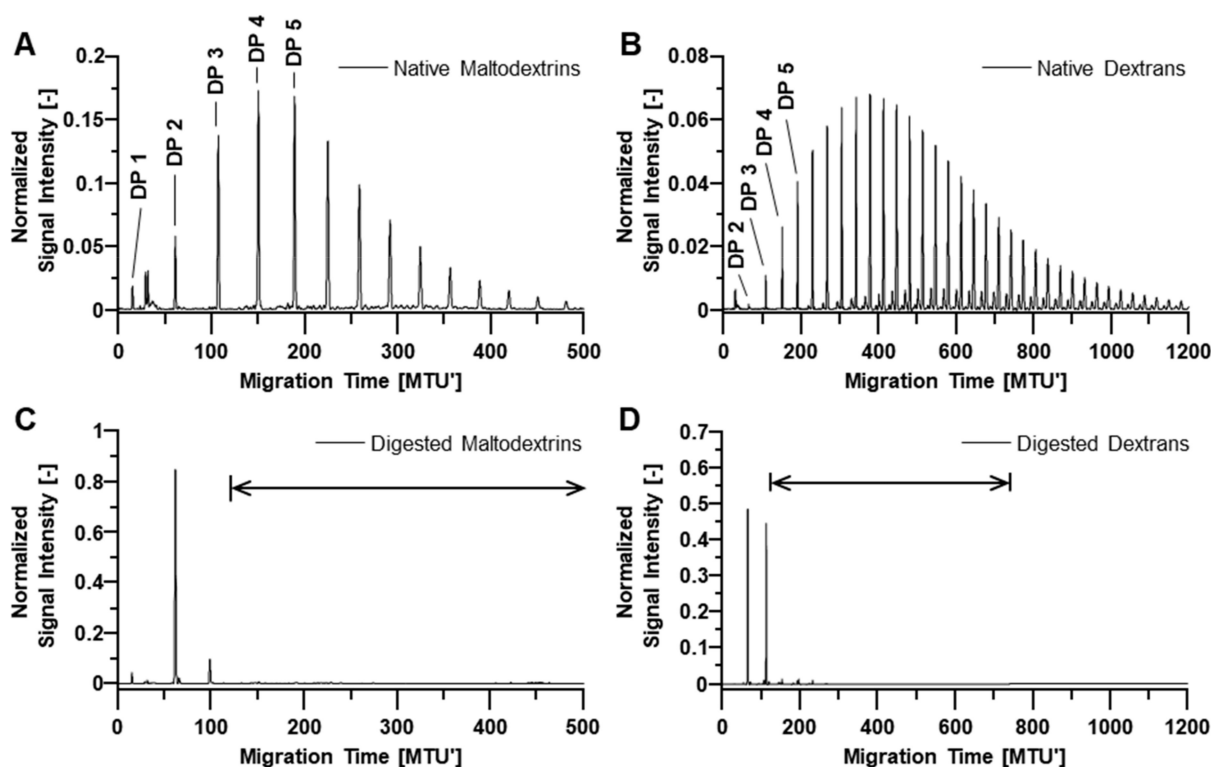 A
Normalized
Signal Intensity [-]
0.2
0.15
0.1
0.05
0
DP 1
DP 2
DP 3
DP 4
DP 5
Native Maltodextrins
0 100 200 300 400 500
Migration Time [MTU']
B
Normalized
Signal Intensity [-]
0.08
0.06
0.04
0.02
0.00
DP 2
DP 3
DP 4
DP 5
Native Dextrans
0 200 400 600 800 1000 1200
Migration Time [MTU']
C
Normalized
Signal Intensity [-]
1
0.8
0.6
0.4
0.2
0
Digested Maltodextrins
0 100 200 300 400 500
Migration Time [MTU']
D
Normalized
Signal Intensity [-]
0.7
0.6
0.5
0.4
0.3
0.2
0.1
0.0
Digested Dextrans
0 200 400 600 800 1000 1200
Migration Time [MTU']